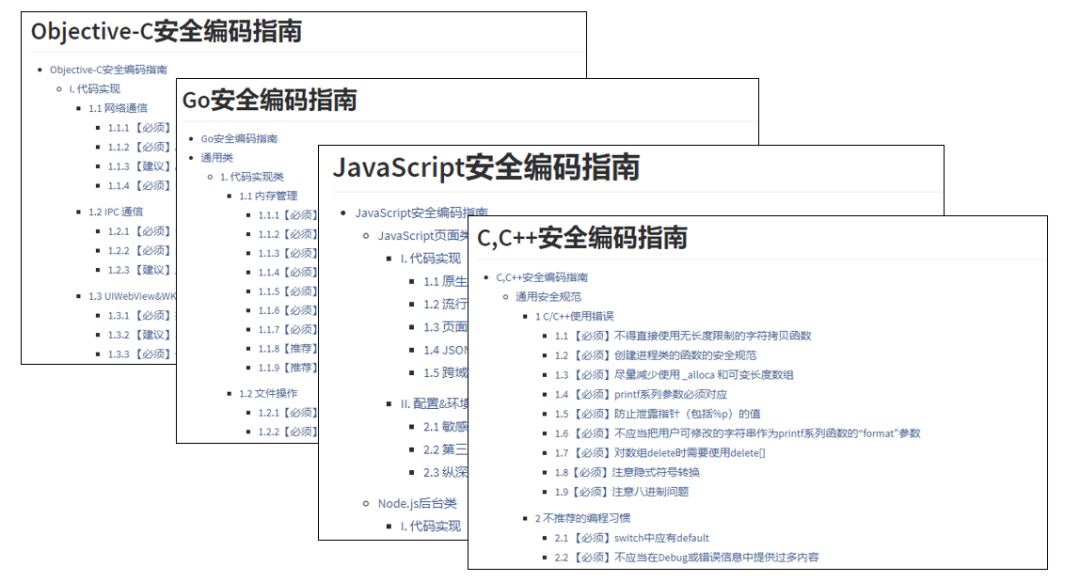 Objective-C安全编码指南
Objective-C安全编码指南
I. 代码实现
1.1 网络通信
1.1.1 【必须】
1.1.2 【必须】
1.1.3 【建议】
1.1.4 【必须】
1.2 IPC 通信
1.2.1 【必须】
1.2.2 【必须】
1.2.3 【建议】
1.3 UIWebView&WK
1.3.1 【必须】
1.3.2 【建议】
1.3.3 【必须】
Go安全编码指南
Go安全编码指南
通用类
1. 代码实现类
1.1 内存管理
1.1.1【必须】
1.1.2【必须】
1.1.3【必须】
1.1.4【必须】
1.1.5【必须】
1.1.6【必须】
1.1.7【必须】
1.1.8【推荐】
1.1.9【推荐】
1.2 文件操作
1.2.1【必须】
1.2.2【必须】
JavaScript安全编码指南
JavaScript安全编码指南
JavaScript页面类
I. 代码实现
1.1 原生
1.2 流行
1.3 页面
1.4 JSON
1.5 跨域
II. 配置&环境
2.1 敏感
2.2 第三
2.3 纵深
Node.js后台类
I. 代码实现
C,C++安全编码指南
C,C++安全编码指南
通用安全规范
1 C/C++使用错误
1.1 【必须】不得直接使用无长度限制的字符拷贝函数
1.2 【必须】创建进程类的函数的安全规范
1.3 【必须】尽量减少使用 _alloca 和可变长度数组
1.4 【必须】printf系列参数必须对应
1.5 【必须】防止泄露指针（包括%p）的值
1.6 【必须】不应当把用户可修改的字符串作为printf系列函数的“format”参数
1.7 【必须】对数组delete时需要使用delete[]
1.8【必须】注意隐式符号转换
1.9【必须】注意八进制问题
2 不推荐的编程习惯
2.1 【必须】switch中应有default
2.2 【必须】不应当在Debug或错误信息中提供过多内容